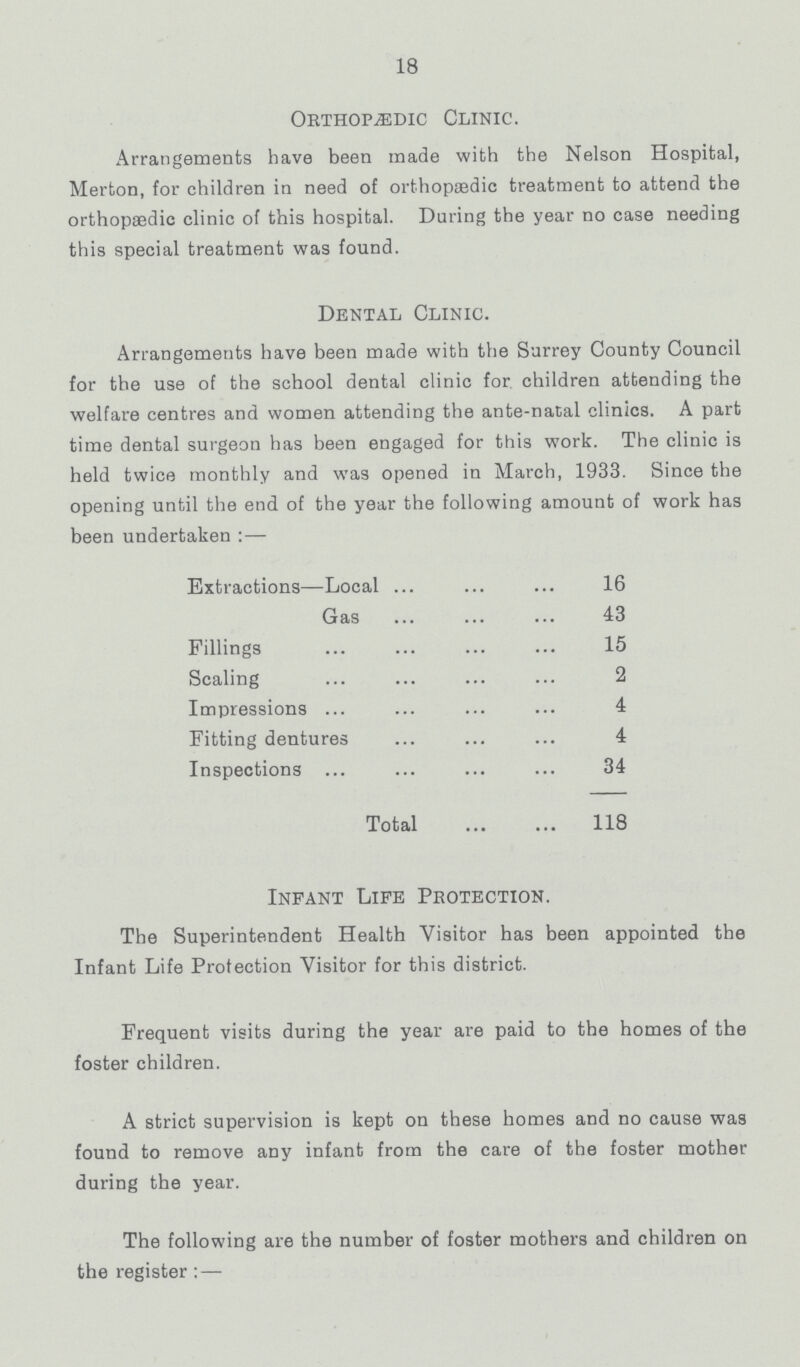 18
ORTHOPÆDIC CLINIC.
Arrangements have been made with the Nelson Hospital,
Merton, for children in need of orthopædic treatment to attend the
orthopædic clinic of this hospital. During the year no case needing
this special treatment was found.
DENTAL CLINIC.
Arrangements have been made with the Surrey County Council
for the use of the school dental clinic for children attending the
welfare centres and women attending the ante-natal clinics. A part
time dental surgeon has been engaged for this work. The clinic is
held twice monthly and was opened in March, 1933. Since the
opening until the end of the year the following amount of work has
been undertaken :—
Extractions—Local ... ... ... 16
Gas ... ... ... 43
Fillings ... ... ... ... 15
Scaling ... ... ... ... 2
Impressions ... ... ... ... 4
Fitting dentures ... ... ... 4
Inspections ... ... ... ... 34
Total ... ... 118
INFANT LIFE PROTECTION.
The Superintendent Health Visitor has been appointed the
Infant Life Protection Visitor for this district.
Frequent visits during the year are paid to the homes of the
foster children.
A strict supervision is kept on these homes and no cause was
found to remove any infant from the care of the foster mother
during the year.
The following are the number of foster mothers and children on
the register :—